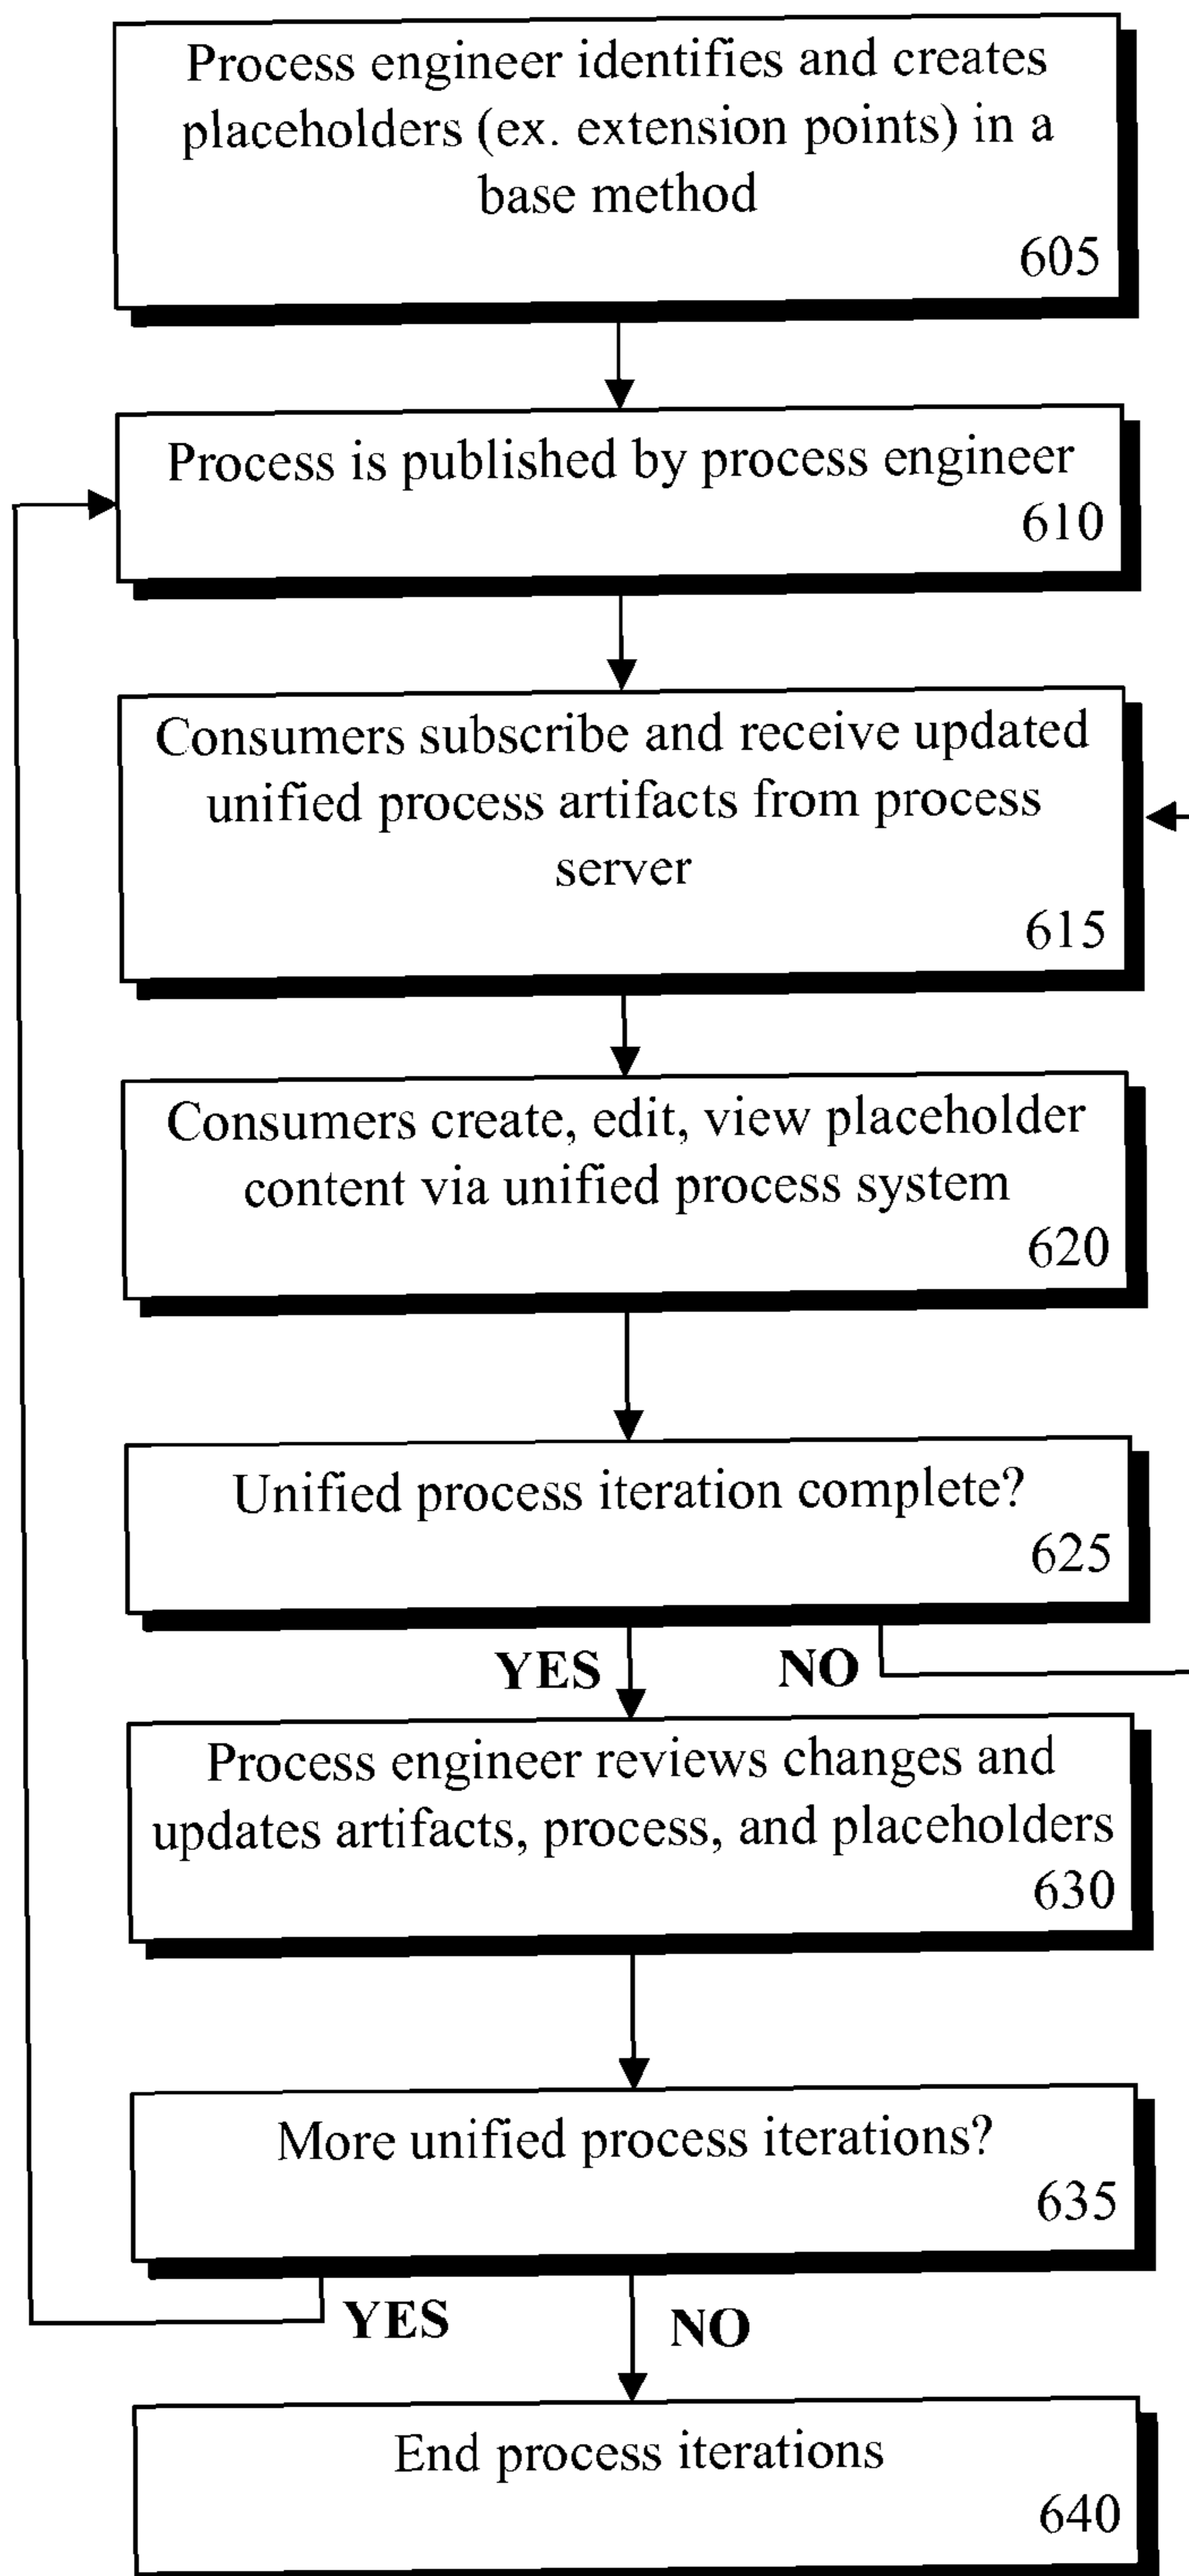 Process engineer identifies and creates
placeholders (ex. extension points) in a
base method
605
Process is published by process engineer
610
Consumers subscribe and receive updated
unified process artifacts from process
server
615
Consumers create, edit, view placeholder
content via unified process system
620
Unified process iteration complete?
625
YES NO
Process engineer reviews changes and
updates artifacts, process, and placeholders
630
More unified process iterations?
635
YES NO
End process iterations
640